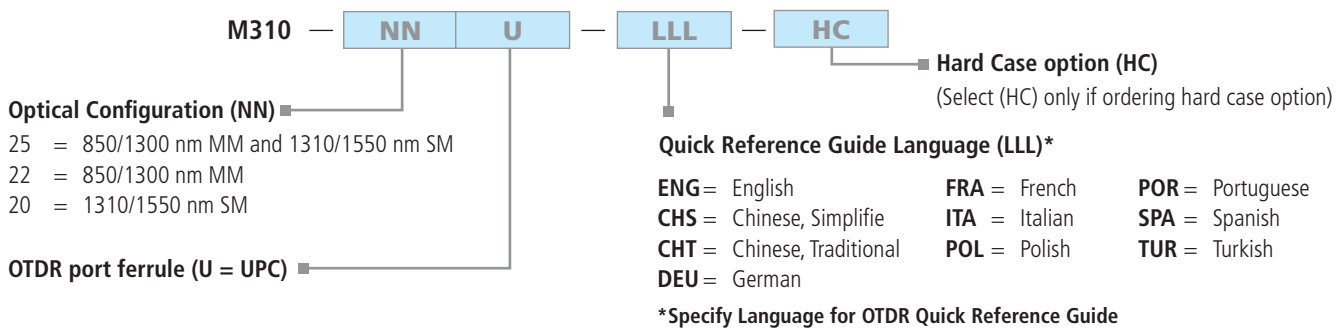 M310 — NN U — LLL — HC
Hard Case option (HC)
(Select (HC) only if ordering hard case option)
Optical Configuration (NN)
25 = 850/1300 nm MM and 1310/1550 nm SM
22 = 850/1300 nm MM
20 = 1310/1550 nm SM
OTDR port ferrule (U = UPC)
Quick Reference Guide Language (LLL)*
ENG = English FRA = French POR = Portuguese
CHS = Chinese, Simplifie ITA = Italian SPA = Spanish
CHT = Chinese, Traditional POL = Polish TUR = Turkish
DEU = German
*Specify Language for OTDR Quick Reference Guide